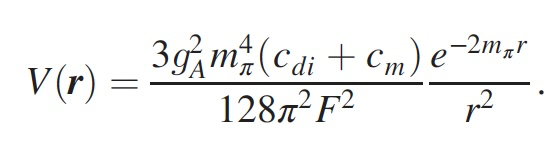 V(r) = \frac{3g_A^2 m_\pi^4 (c_{di} + c_m)}{128\pi^2 F^2} \frac{e^{-2m_\pi r}}{r^2}.